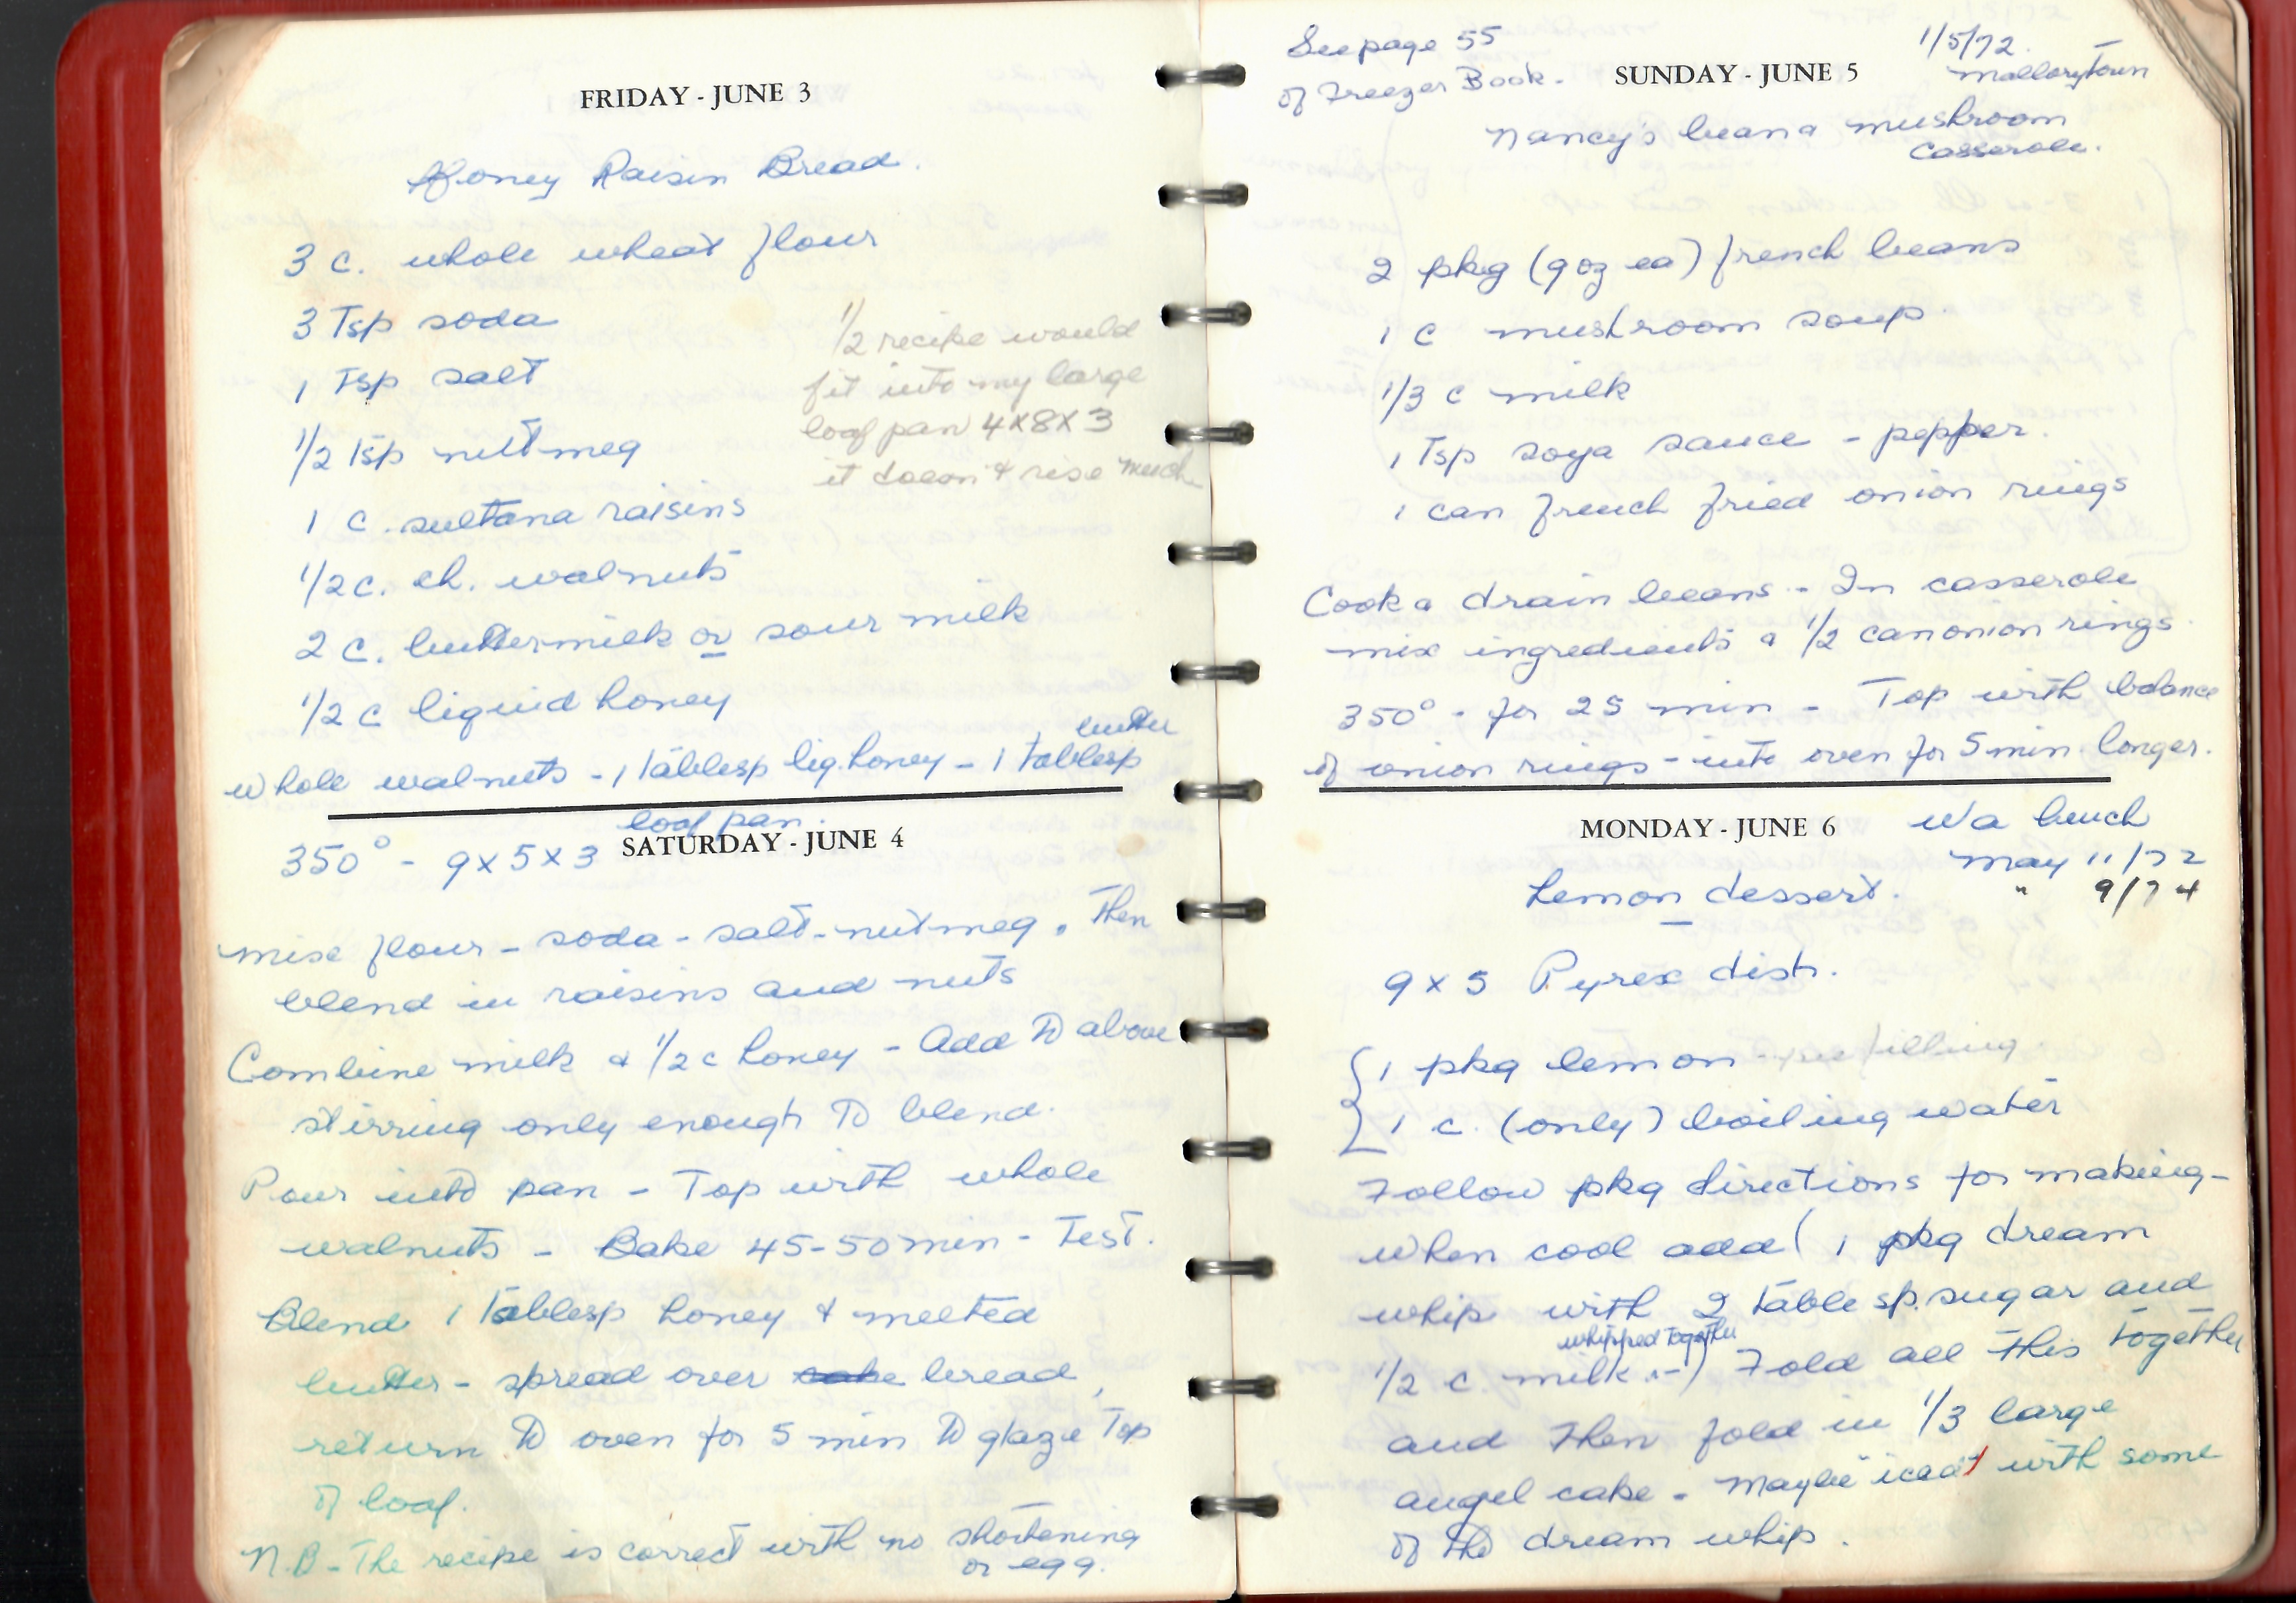 FRIDAY - JUNE 3
Honey Raisin Bread.
3 c. whole wheat flour
3 Tsp soda
1 Tsp salt
1/2 Tsp nutmeg
1 c. sultana raisins
1/2 c. ch. walnuts
2 c. buttermilk or sour milk
1/2 c liquid honey
1/2 recipe would
fit into my large
loaf pan 4x8x3
it doesn't rise much
butter
whole walnuts - 1 tablesp liq. honey - 1 tablesp
loaf pan.
SATURDAY - JUNE 4
350° - 9x5x3
mix flour - soda - salt - nutmeg. Then
blend in raisins and nuts
Combine milk & 1/2 c honey - Add to above
stirring only enough to blend.
Pour into pan - Top with whole
walnuts - Bake 45-50 min - Test.
Blend 1 Tablesp honey & melted
butter - spread over cake bread,
return to oven for 5 min to glaze Top
of loaf.
N.B - The recipe is correct with no shortening
or egg.
See page 55
of Freezer Book.
SUNDAY - JUNE 5
1/5/72.
Mallorytown
Nancy's bean & mushroom
Casserole.
2 pkg (9 oz ea) french beans
1 c mushroom soup.
1/3 c milk
1 Tsp soya sauce - pepper.
1 can french fried onion rings
Cook & drain beans - In casserole
mix ingredients & 1/2 can onion rings.
350° - for 25 min - Top with balance
of onion rings - into oven for 5 min longer.
MONDAY - JUNE 6
lunch
May 11/72
" 9/74
Lemon dessert.
9 x 5 Pyrex dish.
1 pkg lemon - pie filling
1 c. (only) boiling water
Follow pkg directions for making -
when cool add (1 pkg dream
whip with 2 tablesp. sugar and
whipped together
1/2 c. milk -) Fold all this together
and then fold in 1/3 large
angel cake - Maybe iced with some
of the dream whip.